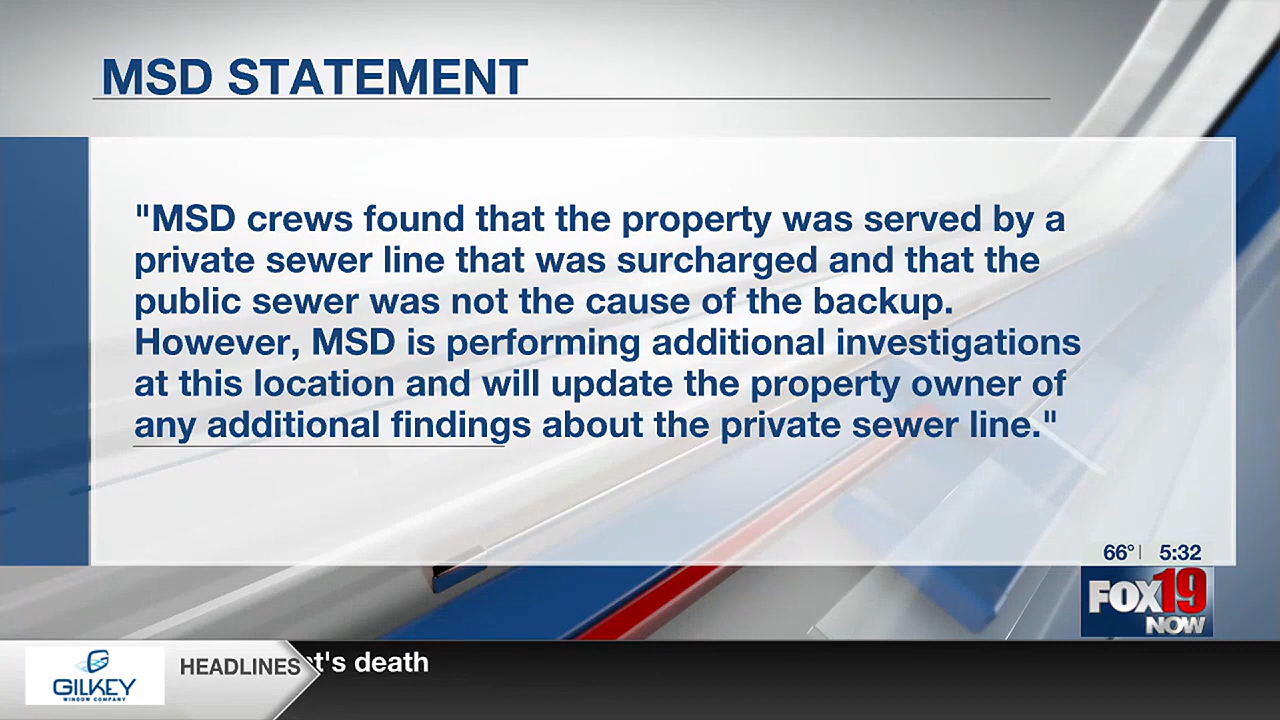 MSD STATEMENT
"MSD crews found that the property was served by a
private sewer line that was surcharged and that the
public sewer was not the cause of the backup.
However, MSD is performing additional investigations
at this location and will update the property owner of
any additional findings about the private sewer line."
66° 5:32
FOX19
NOW
GILKEY
WINDOW COMPANY
HEADLINES
t's death